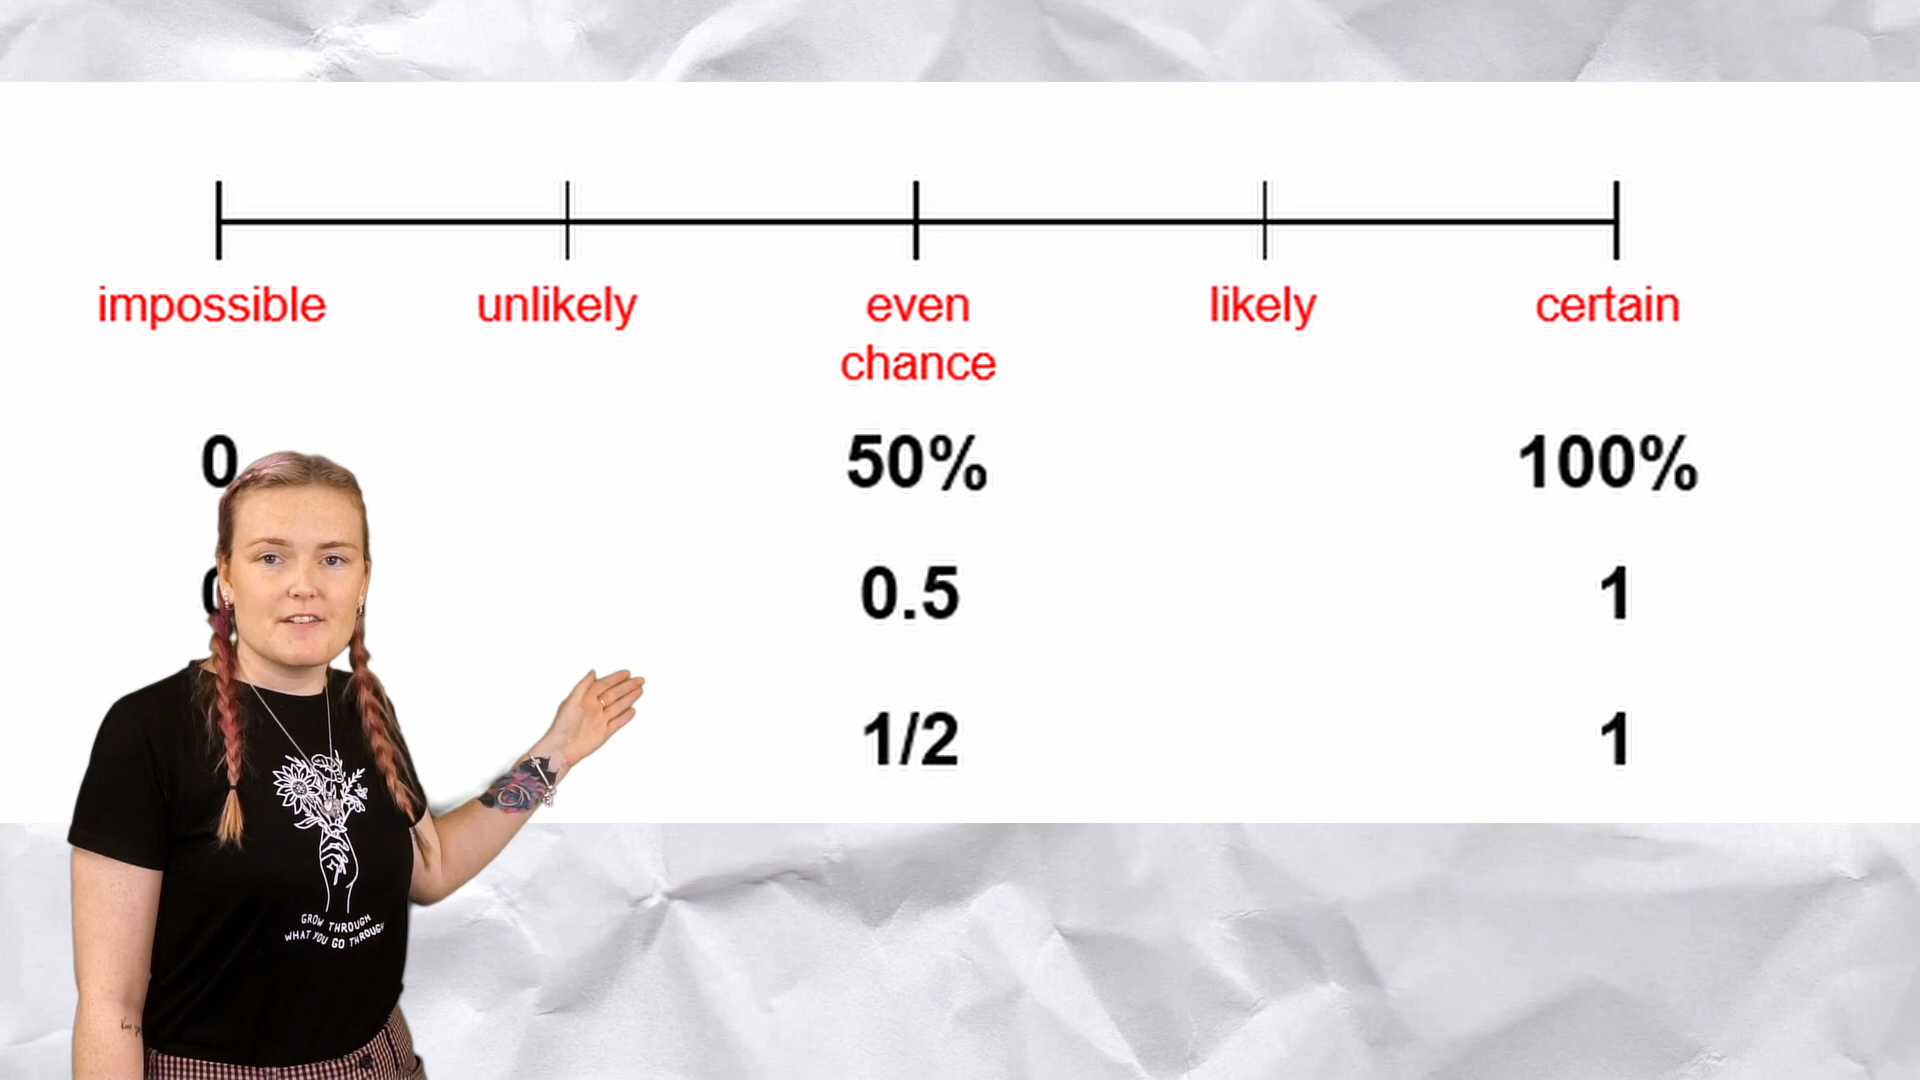 impossible unlikely even chance likely certain
0 50% 100%
0 0.5 1
1/2 1
GROW THROUGH
WHAT YOU GO THROUGH